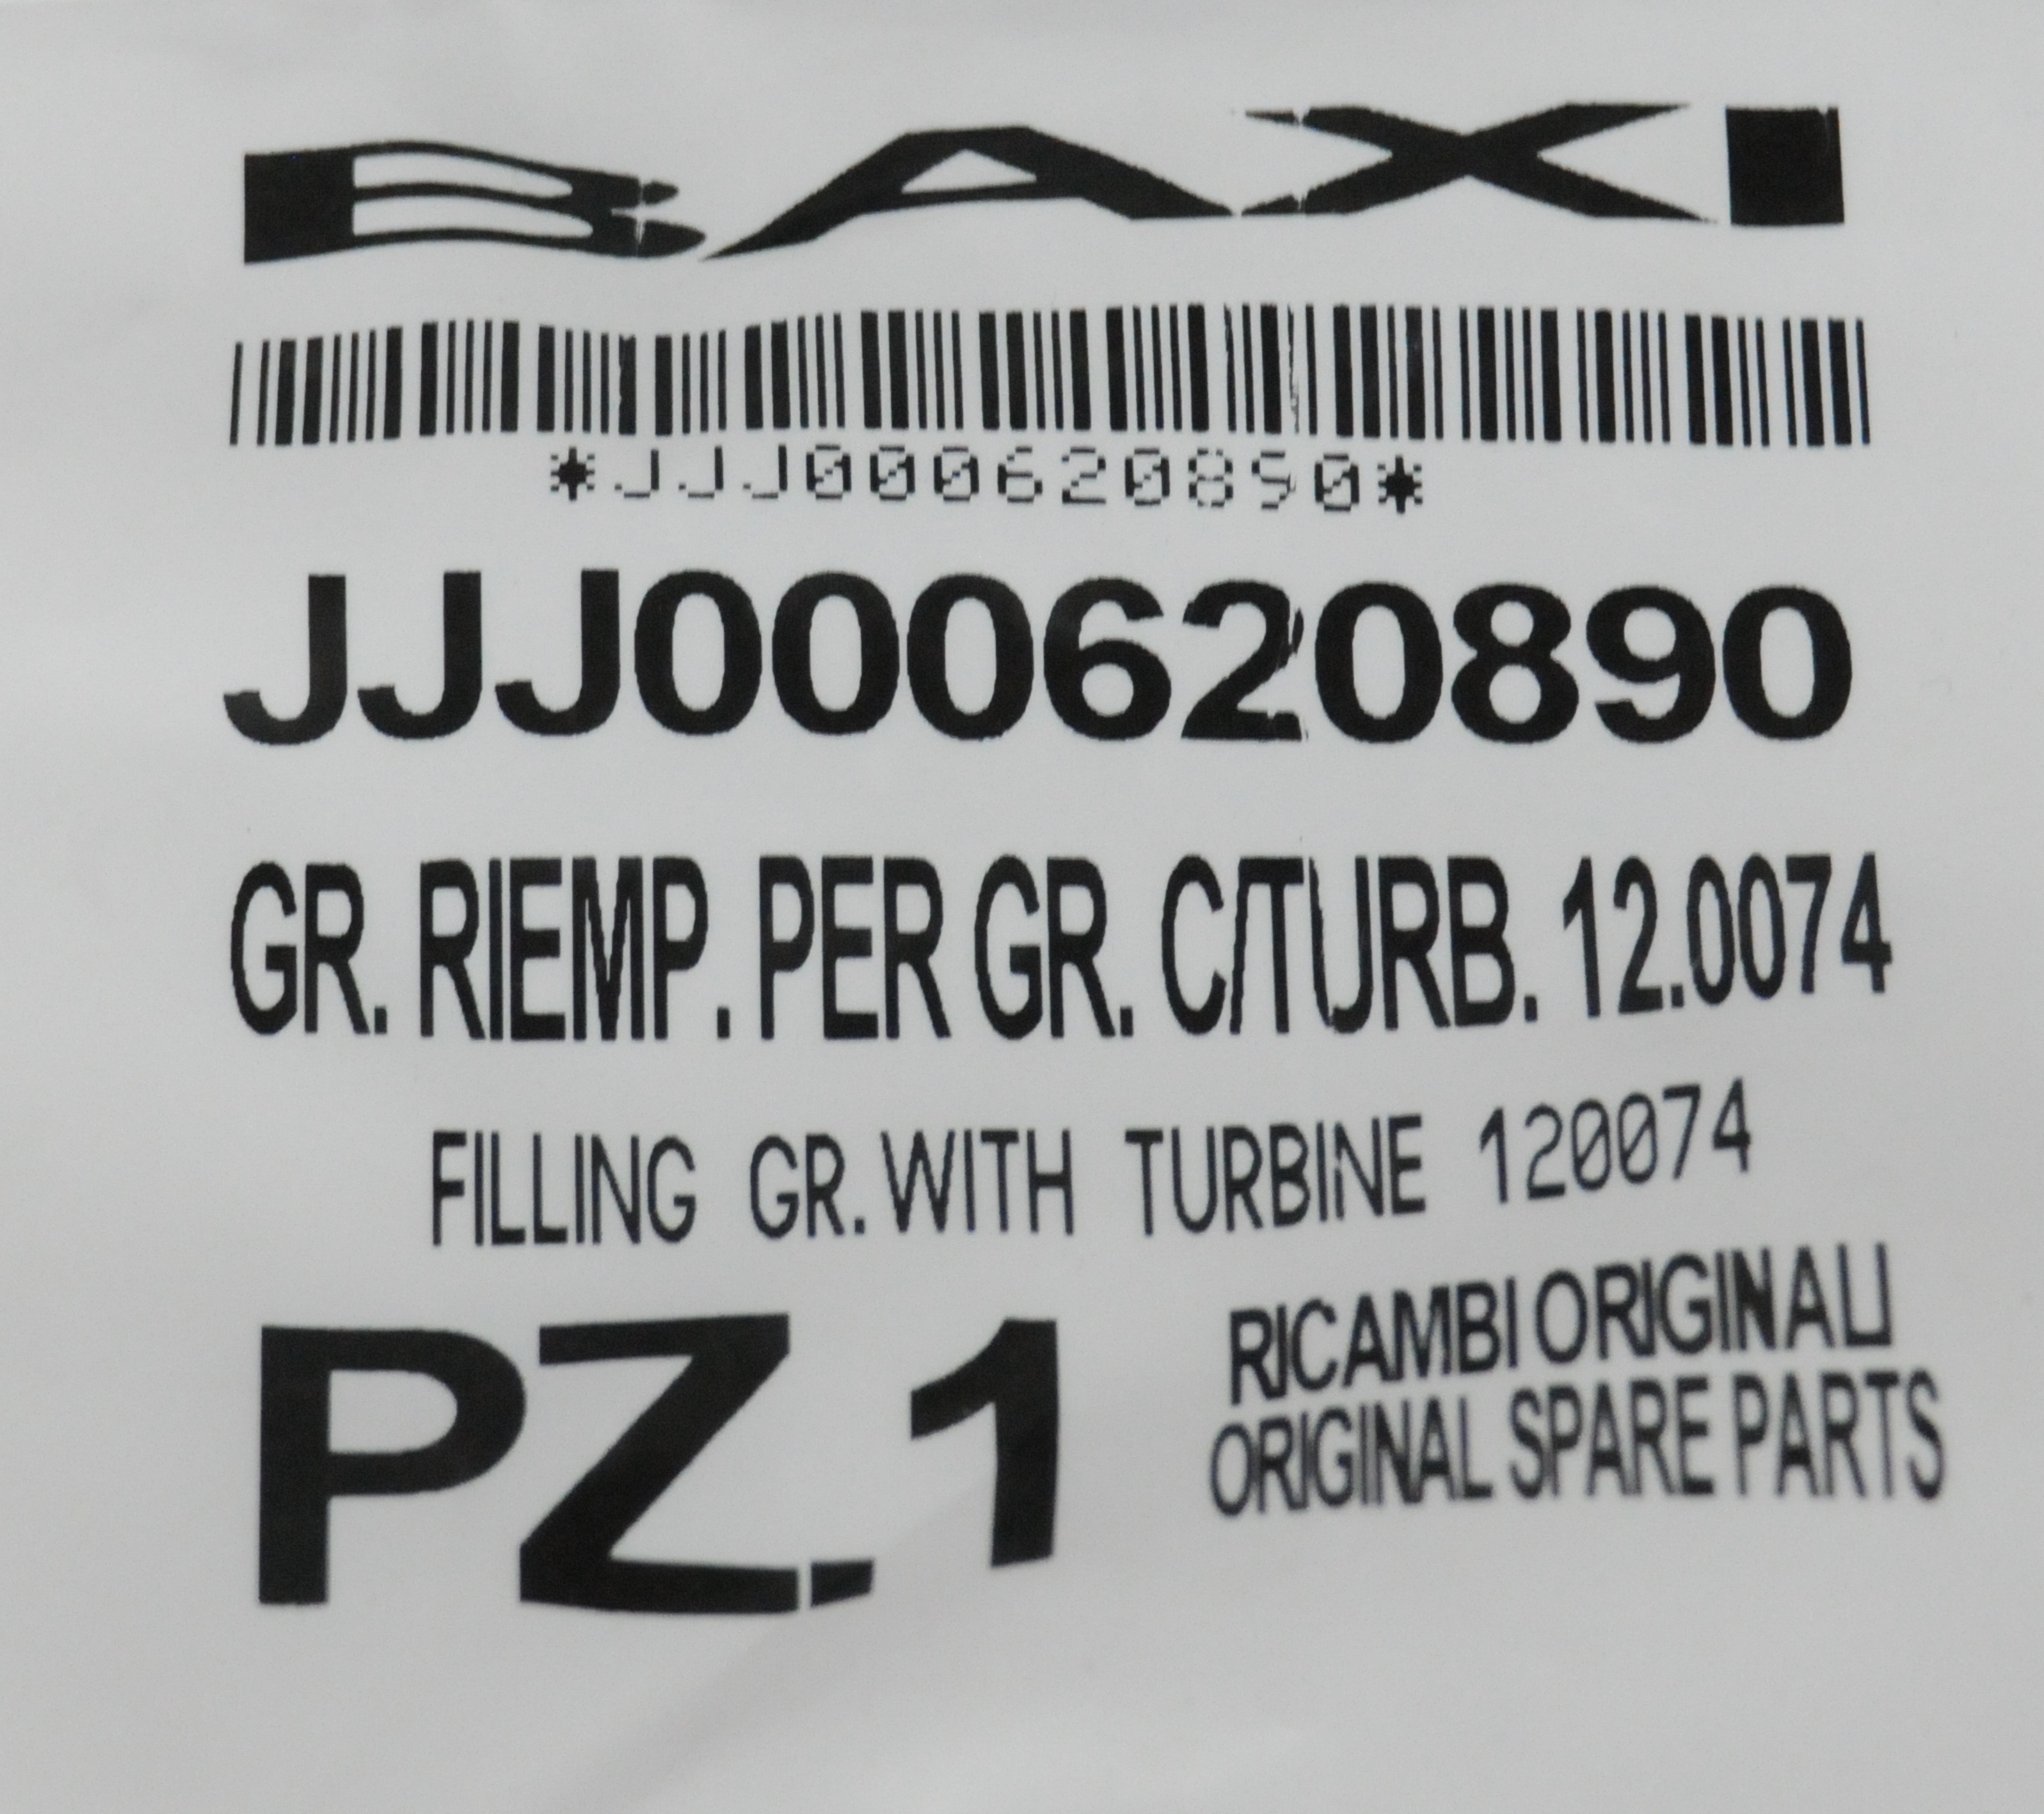 BAXI
*JJJ000620890*
JJJ000620890
GR. RIEMP. PER GR. C/TURB. 12.0074
FILLING GR. WITH TURBINE 120074
PZ.1
RICAMBI ORIGINALI
ORIGINAL SPARE PARTS